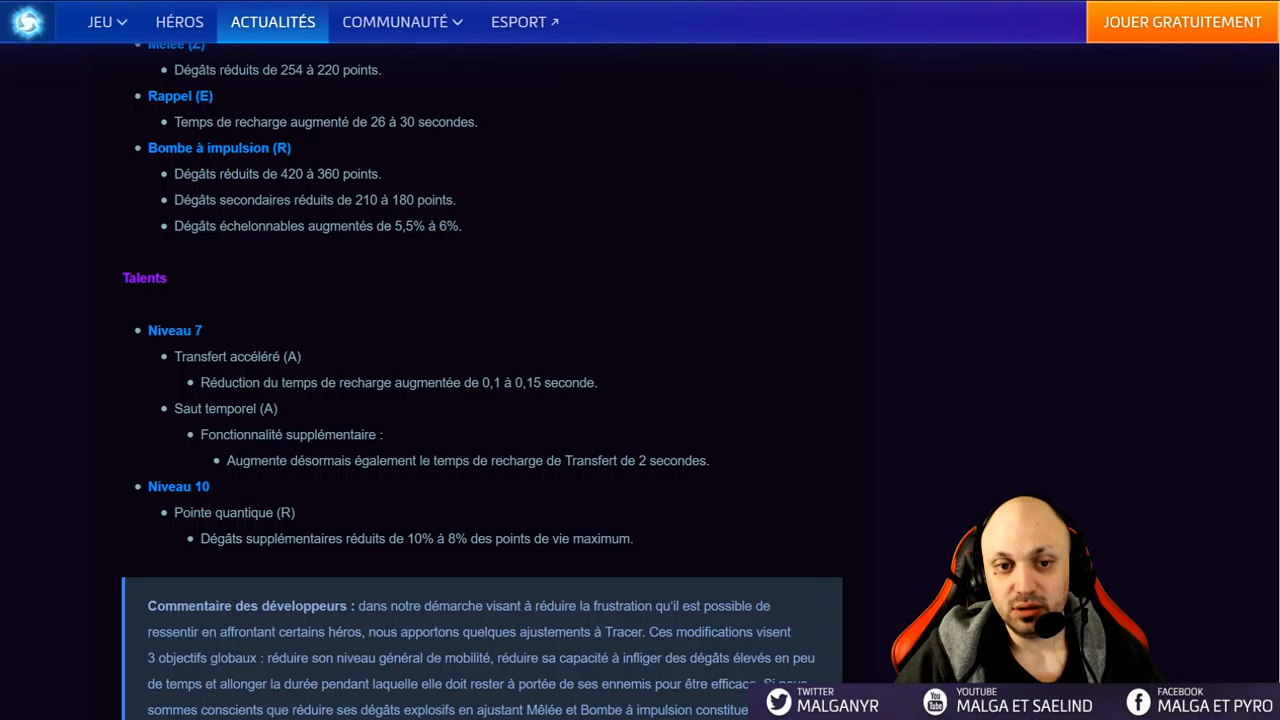 JEU HÉROS ACTUALITÉS COMMUNAUTÉ ESPORT JOUER GRATUITEMENT
Mêlée (Z)
Dégâts réduits de 254 à 220 points.
Rappel (E)
Temps de recharge augmenté de 26 à 30 secondes.
Bombe à impulsion (R)
Dégâts réduits de 420 à 360 points.
Dégâts secondaires réduits de 210 à 180 points.
Dégâts échelonnables augmentés de 5,5% à 6%.
Talents
Niveau 7
Transfert accéléré (A)
Réduction du temps de recharge augmentée de 0,1 à 0,15 seconde.
Saut temporel (A)
Fonctionnalité supplémentaire :
Augmente désormais également le temps de recharge de Transfert de 2 secondes.
Niveau 10
Pointe quantique (R)
Dégâts supplémentaires réduits de 10% à 8% des points de vie maximum.
Commentaire des développeurs : dans notre démarche visant à réduire la frustration qu'il est possible de
ressentir en affrontant certains héros, nous apportons quelques ajustements à Tracer. Ces modifications visent
3 objectifs globaux : réduire son niveau général de mobilité, réduire sa capacité à infliger des dégâts élevés en peu
de temps et allonger la durée pendant laquelle elle doit rester à portée de ses ennemis pour être efficace. Si nous
sommes conscients que réduire ses dégâts explosifs en ajustant Mêlée et Bombe à impulsion constitue
TWITTER
MALGANYR
You Tube
YOUTUBE
MALGA ET SAELIND
FACEBOOK
MALGA ET PYRO